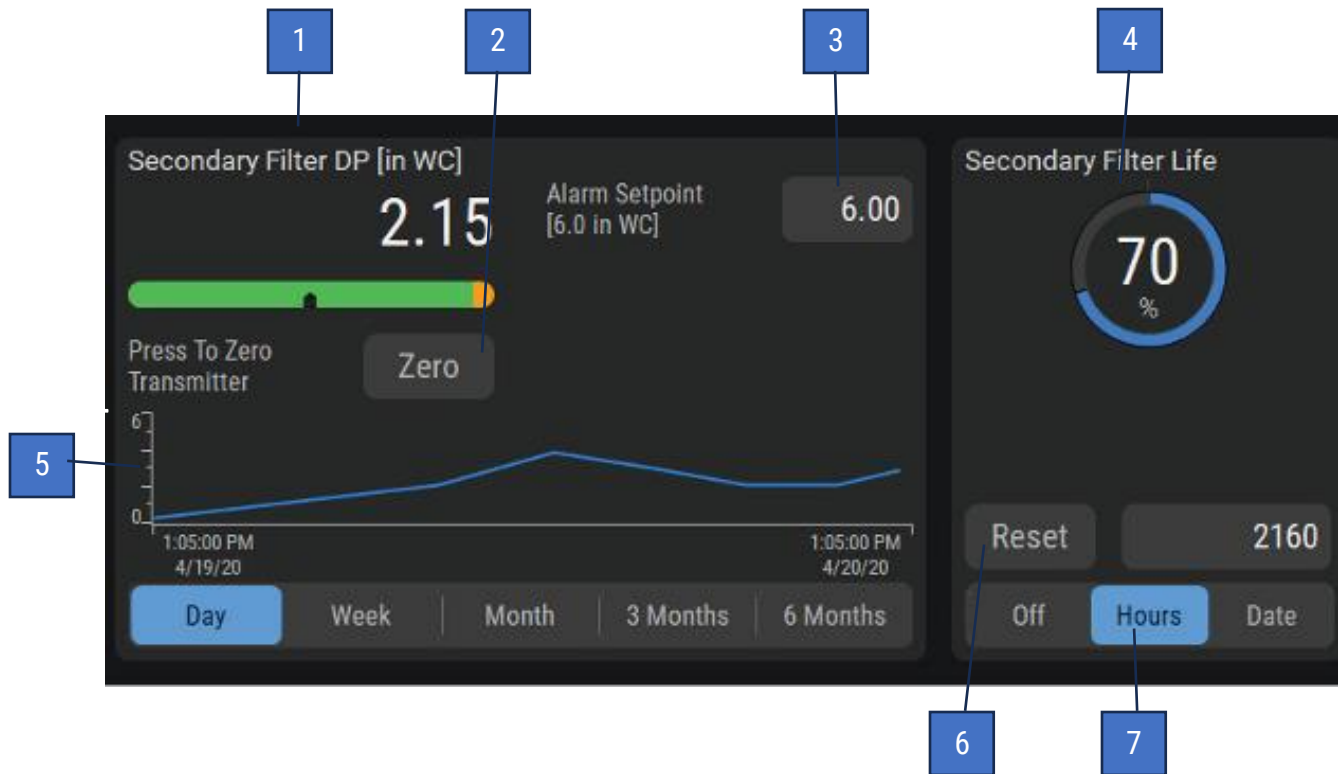 1
2
3
4
Secondary Filter DP [in WC]
2.15
Alarm Setpoint
[6.0 in WC]
6.00
Press To Zero
Transmitter
Zero
5
6
0
1:05:00 PM
4/19/20
1:05:00 PM
4/20/20
Day Week Month 3 Months 6 Months
Secondary Filter Life
70
%
Reset
2160
Off Hours Date
6
7